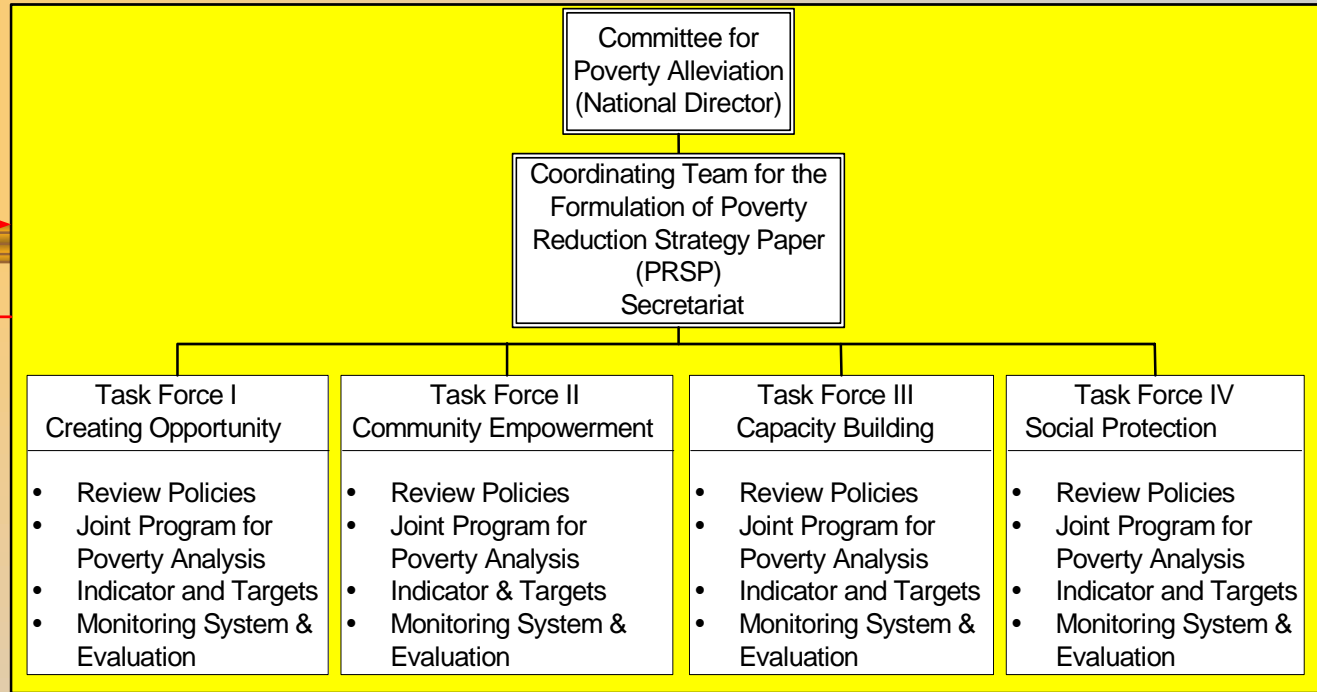 Committee for
Poverty Alleviation
(National Director)
Coordinating Team for the
Formulation of Poverty
Reduction Strategy Paper
(PRSP)
Secretariat
Task Force I
Creating Opportunity
• Review Policies
• Joint Program for
Poverty Analysis
• Indicator and Targets
• Monitoring System &
Evaluation
Task Force II
Community Empowerment
• Review Policies
• Joint Program for
Poverty Analysis
• Indicator & Targets
• Monitoring System &
Evaluation
Task Force III
Capacity Building
• Review Policies
• Joint Program for
Poverty Analysis
• Indicator and Targets
• Monitoring System &
Evaluation
Task Force IV
Social Protection
• Review Policies
• Joint Program for
Poverty Analysis
• Indicator and Targets
• Monitoring System &
Evaluation